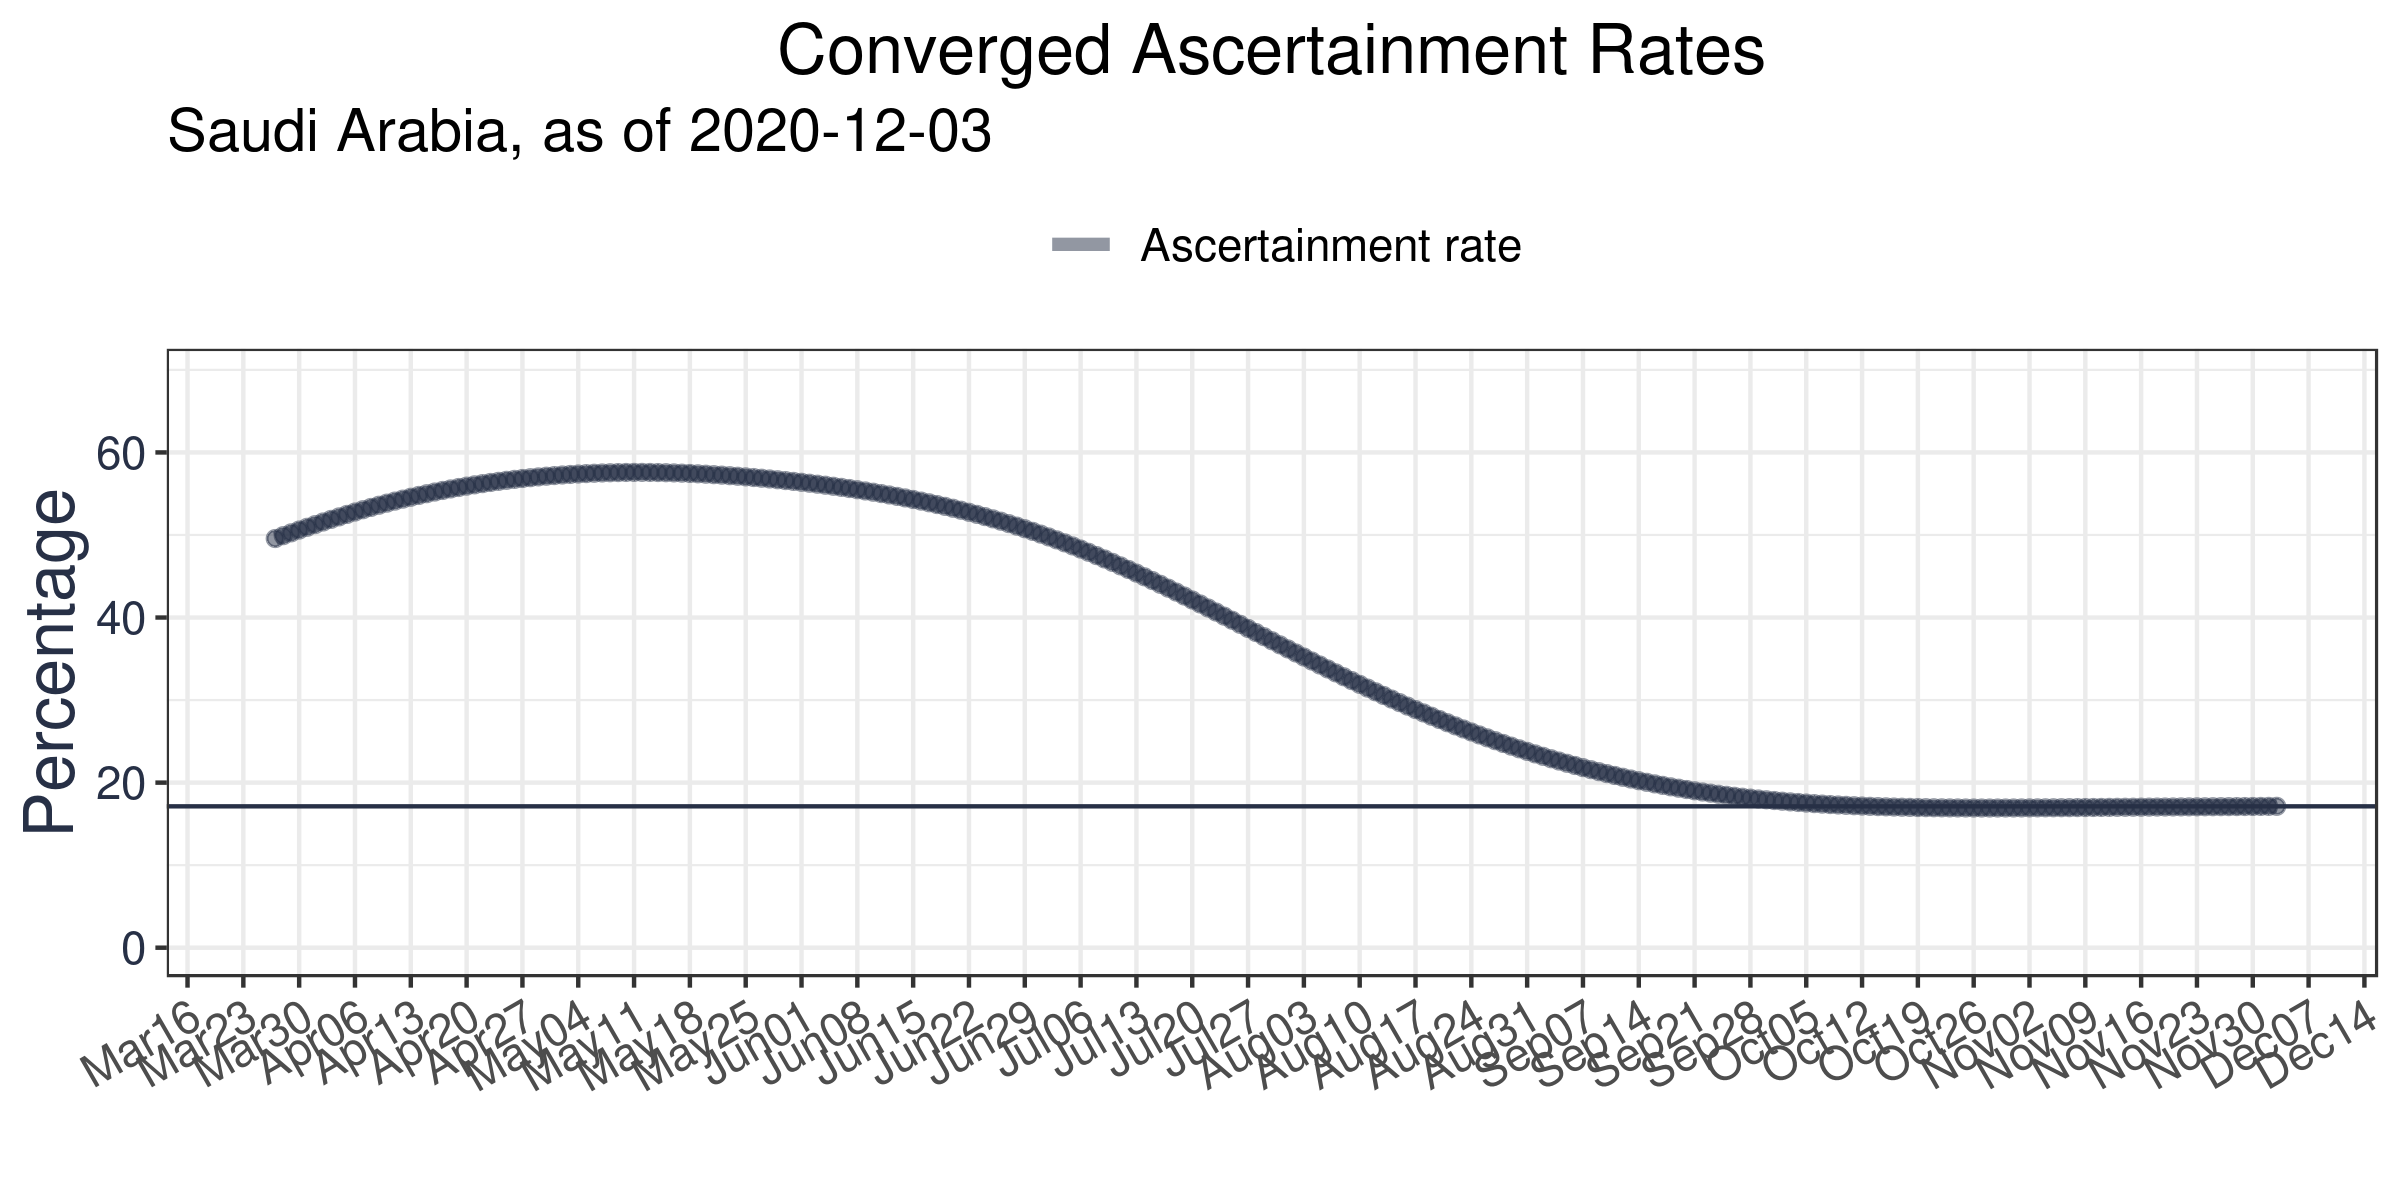 Converged Ascertainment Rates
Saudi Arabia, as of 2020-12-03
Ascertainment rate
Percentage
60
40
20
0
Mar16
Mar23
Mar30
Apr06
Apr13
Apr20
Apr27
May04
May11
May18
May25
Jun01
Jun08
Jun15
Jun22
Jun29
Jul06
Jul13
Jul20
Jul27
Aug03
Aug10
Aug17
Aug24
Aug31
Sep07
Sep14
Sep21
Sep28
Oct05
Oct12
Oct19
Oct26
Nov02
Nov09
Nov16
Nov23
Nov30
Dec07
Dec14